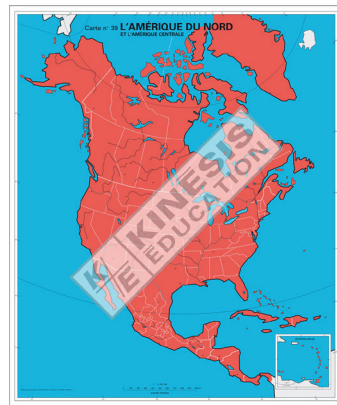 Carte n° 39 L'AMÉRIQUE DU NORD
ET L'AMÉRIQUE CENTRALE
KINESIS
ÉDUCATION
K
É